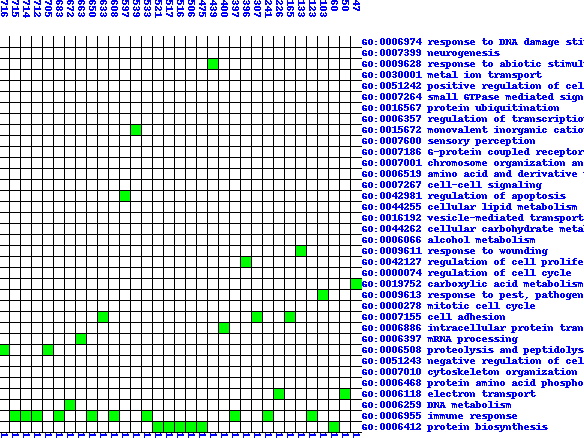 716
715
714
712
705
663
650
633
597
539
533
521
517
516
506
475
439
400
397
307
241
226
165
133
123
103
60
50
47
GO:0006974 response to DNA damage sti
GO:0007399 neurogenesis
GO:0009628 response to abiotic stimul
GO:0030001 metal ion transport
GO:0051242 positive regulation of cel
GO:0007264 small GTPase mediated sign
GO:0016567 protein ubiquitination
GO:0006357 regulation of transcriptio
GO:0015672 monovalent inorganic catio
GO:0007600 sensory perception
GO:0007186 G-protein coupled receptor
GO:0007001 chromosome organization an
GO:0006519 amino acid and derivative
GO:0007267 cell-cell signaling
GO:0042981 regulation of apoptosis
GO:0044255 cellular lipid metabolism
GO:0016192 vesicle-mediated transport
GO:0044262 cellular carbohydrate meta
GO:0006066 alcohol metabolism
GO:0009611 response to wounding
GO:0042127 regulation of cell prolife
GO:0000074 regulation of cell cycle
GO:0019752 carboxylic acid metabolism
GO:0009613 response to pest, pathogen
GO:0000278 mitotic cell cycle
GO:0007155 cell adhesion
GO:0006886 intracellular protein tran
GO:0006397 mRNA processing
GO:0006508 proteolysis and peptidolys
GO:0051243 negative regulation of cel
GO:0007010 cytoskeleton organization
GO:0006468 protein amino acid phospho
GO:0006118 electron transport
GO:0006259 DNA metabolism
GO:0006955 immune response
GO:0006412 protein biosynthesis